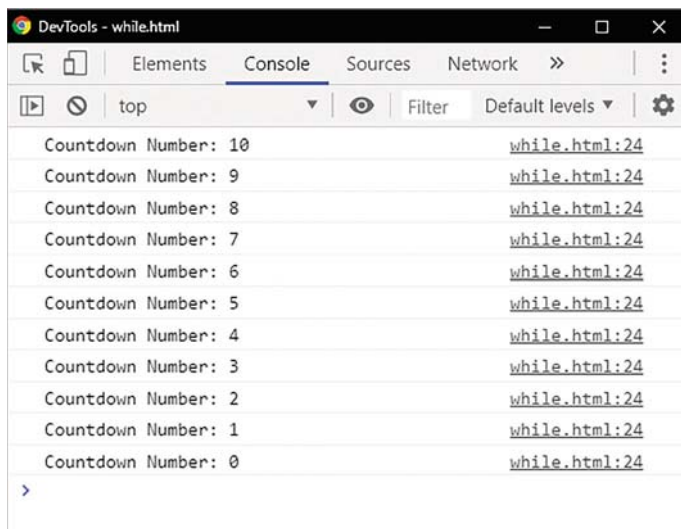 DevTools - while.html
Elements Console Sources Network »
top Filter Default levels
Countdown Number: 10 while.html:24
Countdown Number: 9 while.html:24
Countdown Number: 8 while.html:24
Countdown Number: 7 while.html:24
Countdown Number: 6 while.html:24
Countdown Number: 5 while.html:24
Countdown Number: 4 while.html:24
Countdown Number: 3 while.html:24
Countdown Number: 2 while.html:24
Countdown Number: 1 while.html:24
Countdown Number: 0 while.html:24
>